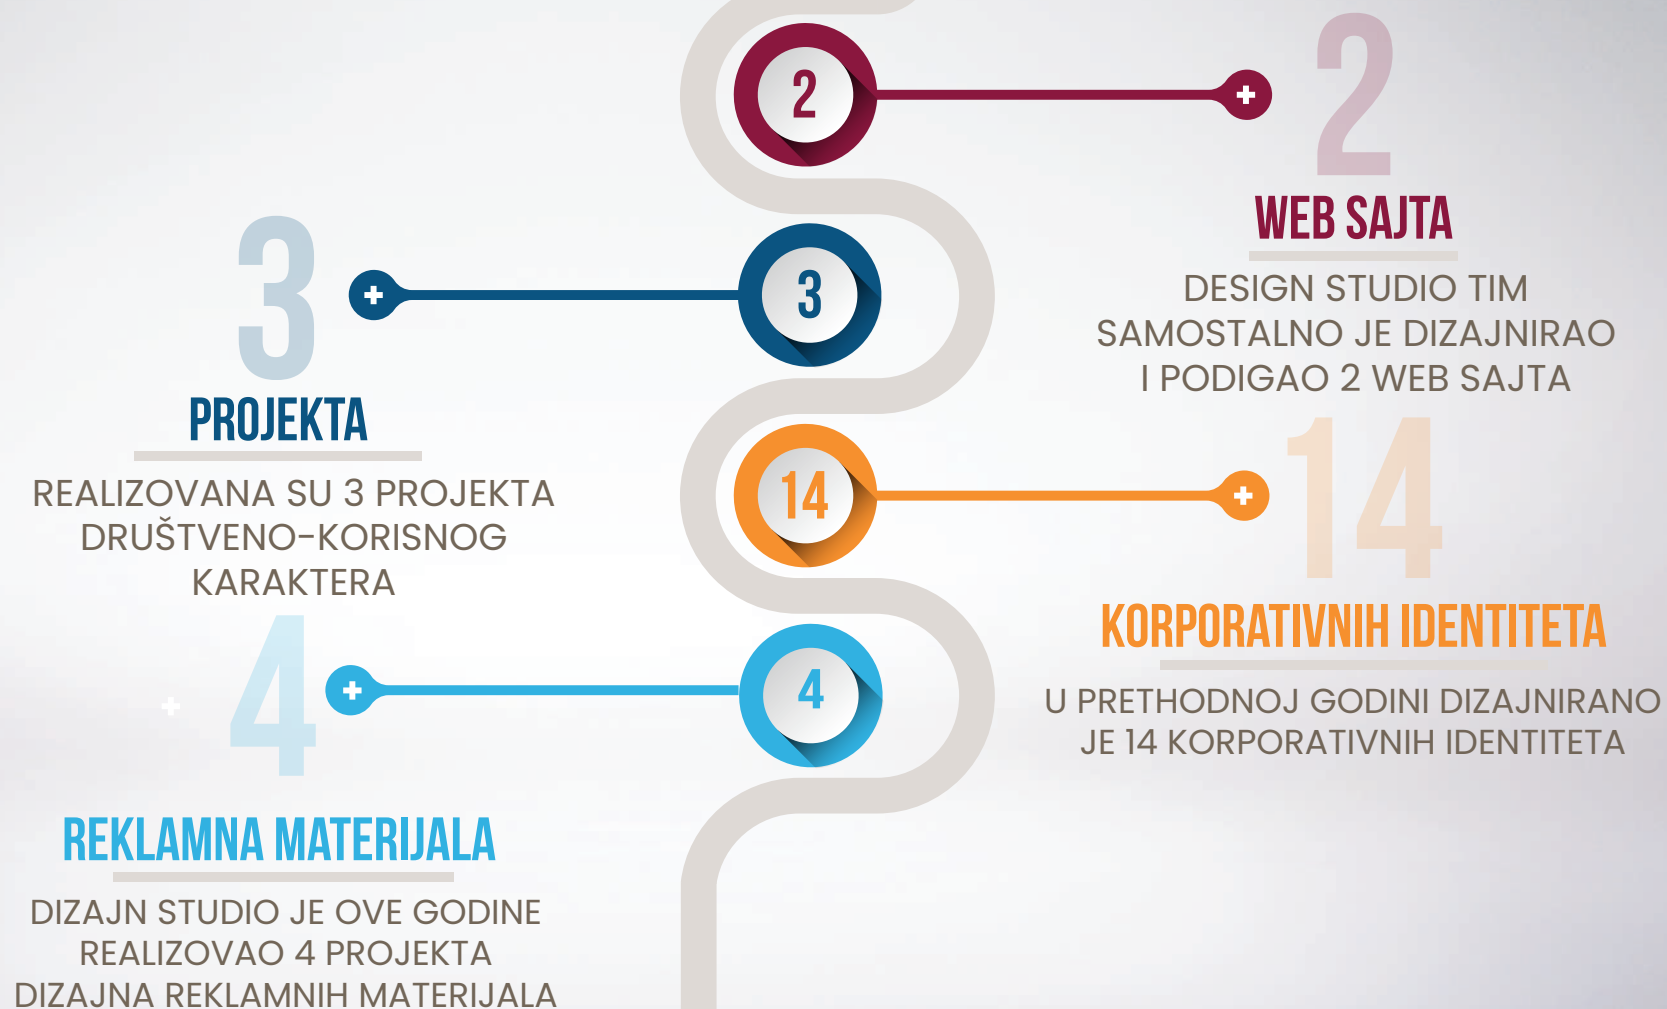 2
2
WEB SAJTA
DESIGN STUDIO TIM
SAMOSTALNO JE DIZAJNIRAO
I PODIGAO 2 WEB SAJTA
3
3
PROJEKTA
REALIZOVANA SU 3 PROJEKTA
DRUŠTVENO-KORISNOG
KARAKTERA
14
14
KORPORATIVNIH IDENTITETA
U PRETHODNOJ GODINI DIZAJNIRANO
JE 14 KORPORATIVNIH IDENTITETA
4
4
REKLAMNA MATERIJALA
DIZAJN STUDIO JE OVE GODINE
REALIZOVAO 4 PROJEKTA
DIZAJNA REKLAMNIH MATERIJALA